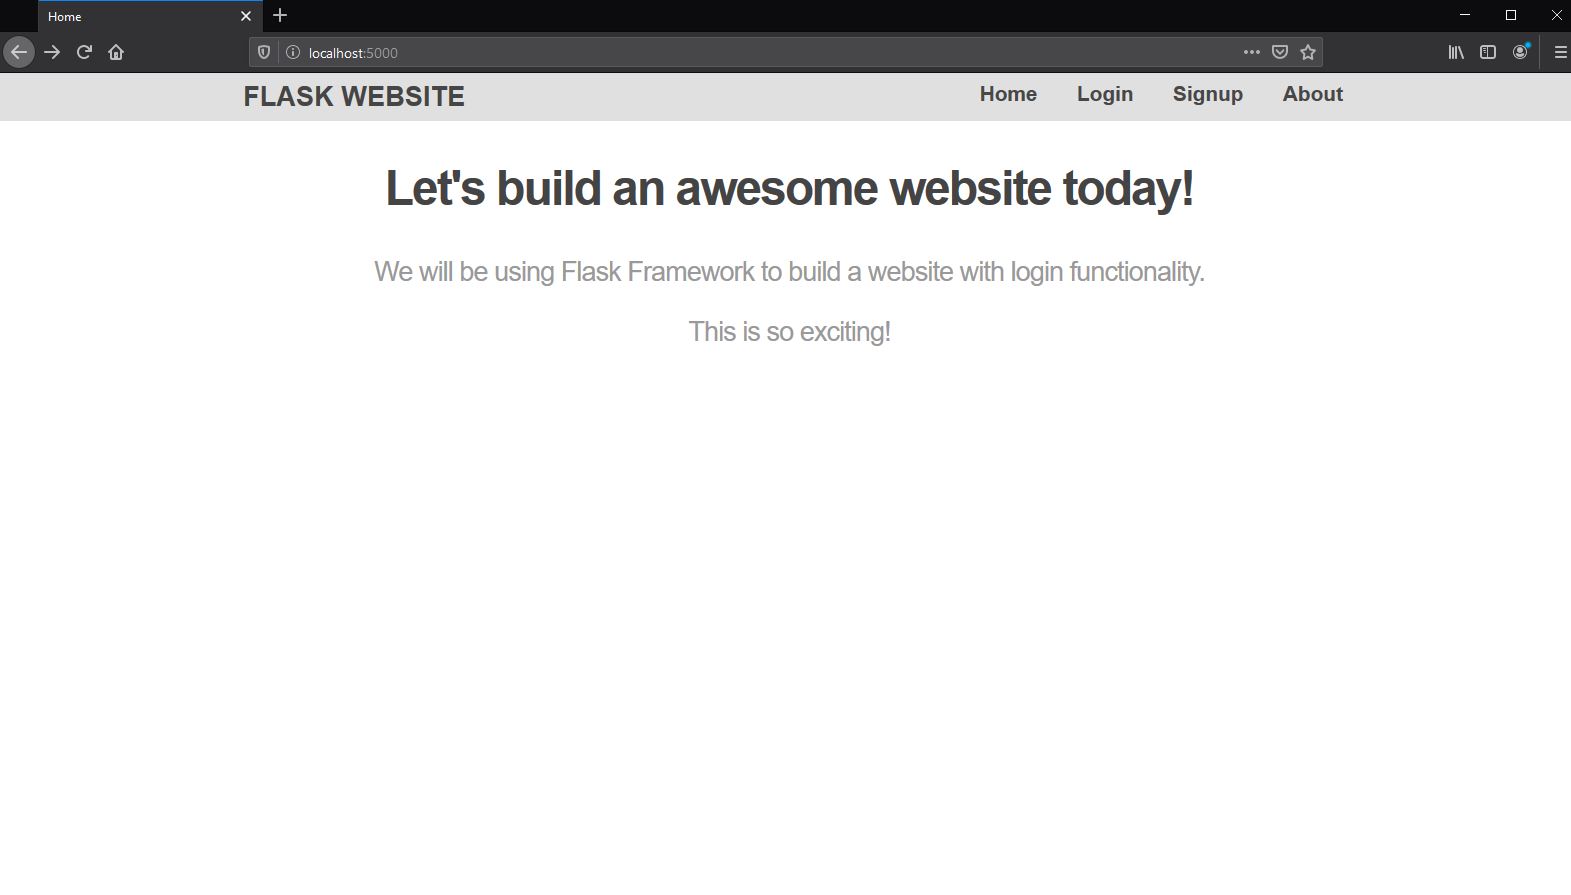 Home
localhost:5000
FLASK WEBSITE Home Login Signup About
Let's build an awesome website today!
We will be using Flask Framework to build a website with login functionality.
This is so exciting!